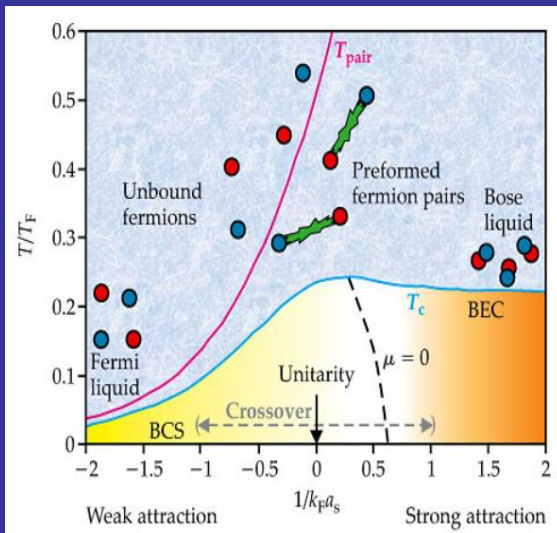 0.6
0.5
0.4
0.3
0.2
0.1
0
T/T_F
T_pair
Unbound
fermions
Preformed
fermion pairs
Bose
liquid
T_c
BEC
Fermi
liquid
Unitarity
μ = 0
Crossover
BCS
−2 −1.5 −1 −0.5 0 0.5 1 1.5 2
1/k_F a_s
Weak attraction Strong attraction